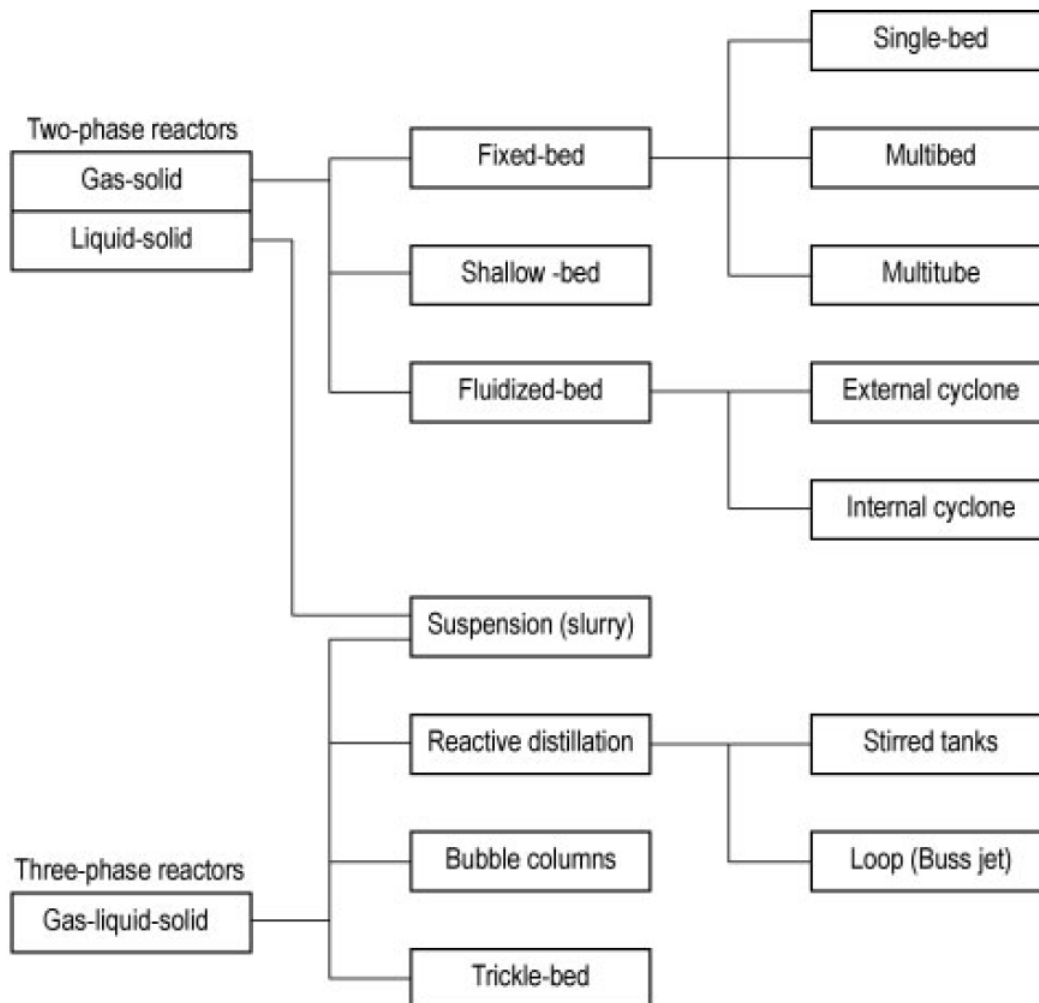 Single-bed
Two-phase reactors
Gas-solid
Fixed-bed
Multibed
Liquid-solid
Shallow -bed
Multitube
Fluidized-bed
External cyclone
Internal cyclone
Suspension (slurry)
Reactive distillation
Stirred tanks
Bubble columns
Loop (Buss jet)
Three-phase reactors
Gas-liquid-solid
Trickle-bed